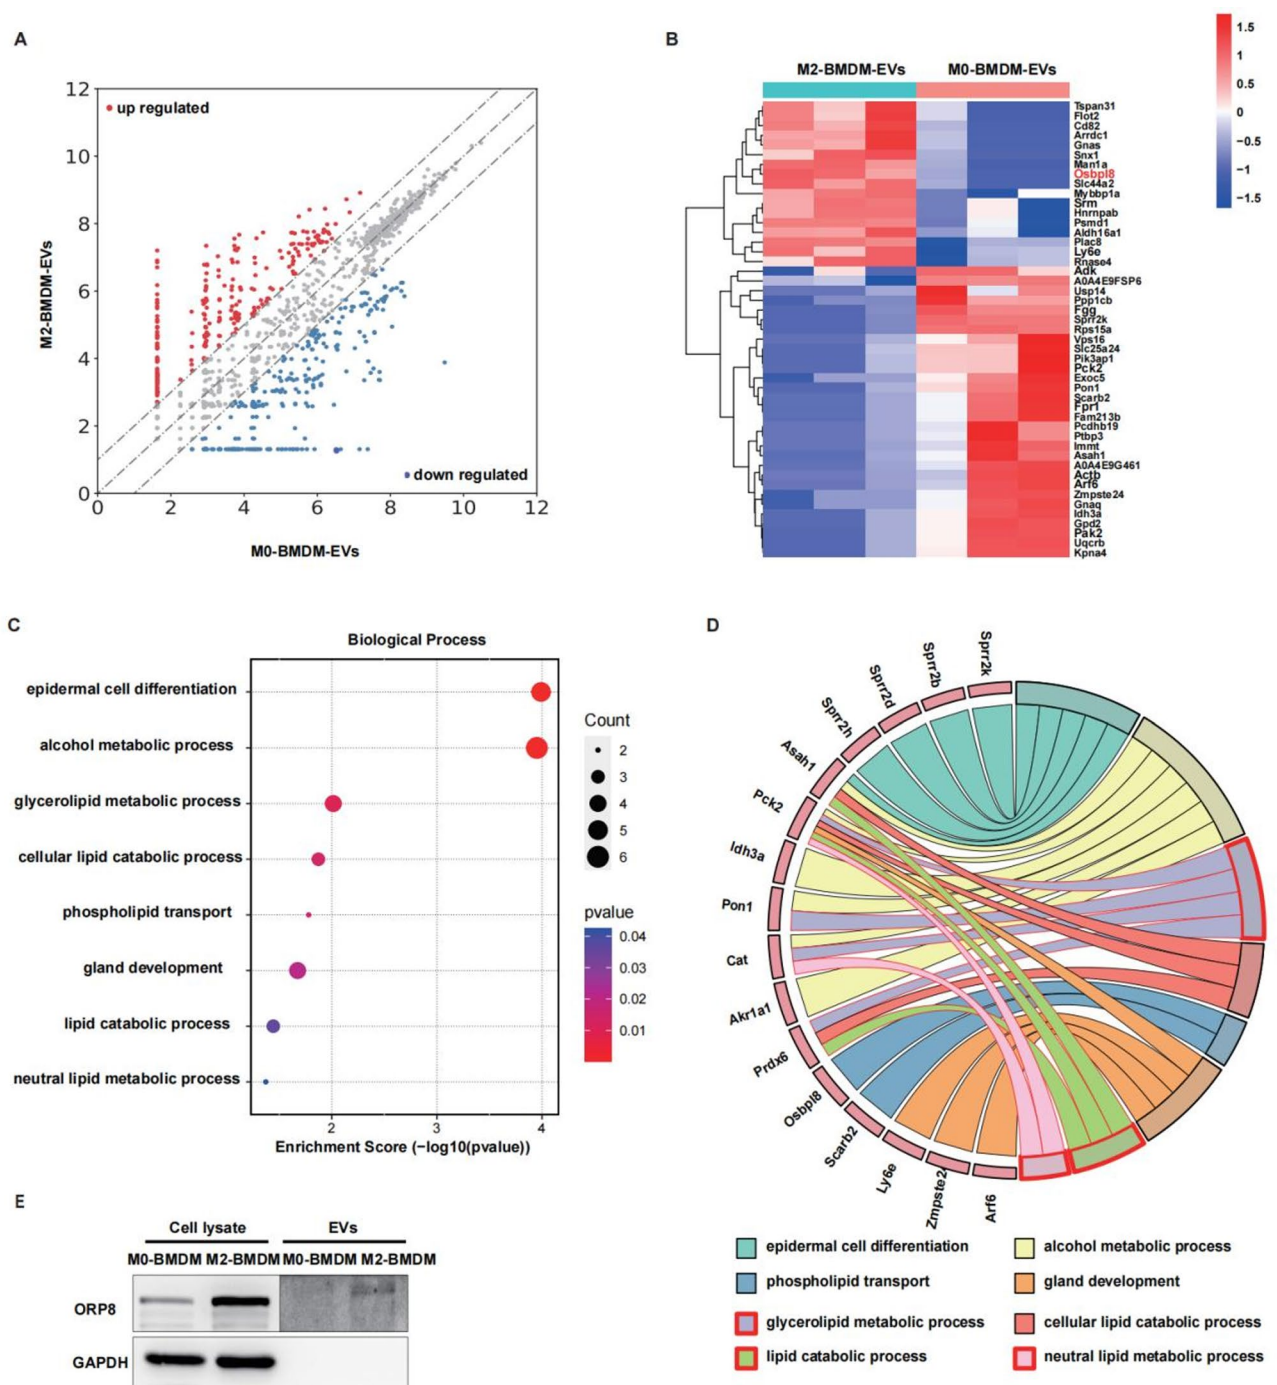 A
12
up regulated
10
8
6
4
2
0
0
2
4
6
8
10
12
down regulated
M2-BMDM-EVs
M0-BMDM-EVs
B
M2-BMDM-EVs
M0-BMDM-EVs
1.5
1
0.5
0
−0.5
−1
−1.5
Tspan31
Flot2
Cd82
Arrdc1
Gnas
Snx1
Man1a
Osbpl8
Slc44a2
Mybbp1a
Srm
Hnrnpab
Psmd1
Aldh16a1
Plac8
Ly6e
Rnase4
Adk
A0A4E9FSP6
Usp14
Ppp1cb
Fgg
Sprr2k
Rps15a
Vps16
Slc25a24
Pik3ap1
Pck2
Exoc5
Pon1
Scarb2
Fpr1
Fam213b
Pcdhb19
Ptbp3
Immt
Asah1
A0A4E9G461
Actb
Arf6
Zmpste24
Gnaq
Idh3a
Gpd2
Pak2
Uqcrb
Kpna4
C
Biological Process
epidermal cell differentiation
alcohol metabolic process
glycerolipid metabolic process
cellular lipid catabolic process
phospholipid transport
gland development
lipid catabolic process
neutral lipid metabolic process
2
3
4
Enrichment Score (−log10(pvalue))
Count
2
3
4
5
6
pvalue
0.04
0.03
0.02
0.01
D
Sprr2k
Sprr2b
Sprr2d
Sprr2h
Asah1
Pck2
Idh3a
Pon1
Cat
Akr1a1
Prdx6
Osbpl8
Scarb2
Ly6e
Zmpste2
Arf6
epidermal cell differentiation
alcohol metabolic process
phospholipid transport
gland development
glycerolipid metabolic process
cellular lipid catabolic process
lipid catabolic process
neutral lipid metabolic process
E
Cell lysate
EVs
M0-BMDM M2-BMDM M0-BMDM M2-BMDM
ORP8
GAPDH